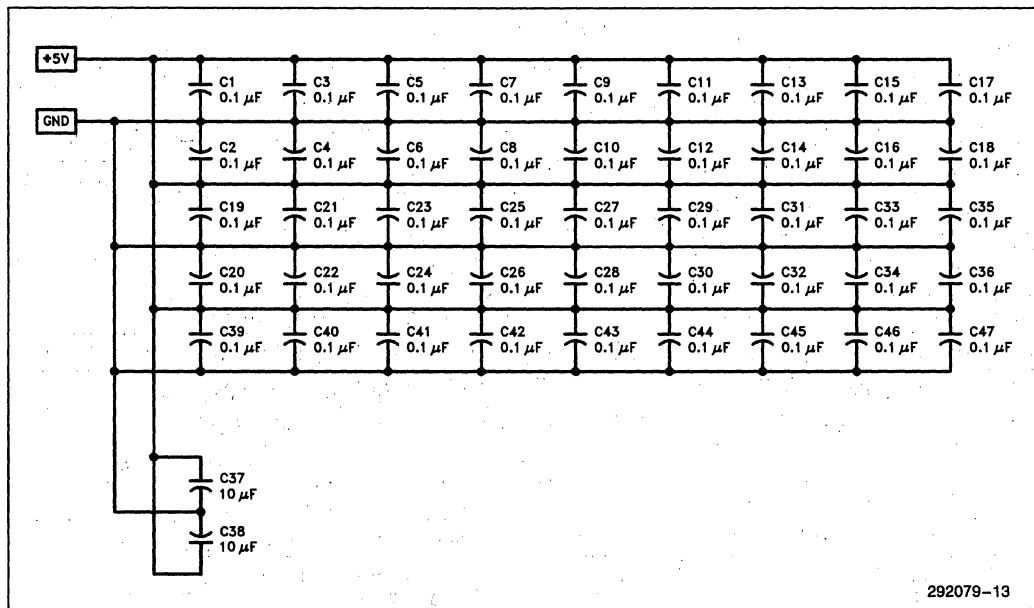 +5V
GND
C1 C3 C5 C7 C9 C11 C13 C15 C17
0.1 μF 0.1 μF 0.1 μF 0.1 μF 0.1 μF 0.1 μF 0.1 μF 0.1 μF 0.1 μF
C2 C4 C6 C8 C10 C12 C14 C16 C18
0.1 μF 0.1 μF 0.1 μF 0.1 μF 0.1 μF 0.1 μF 0.1 μF 0.1 μF 0.1 μF
C19 C21 C23 C25 C27 C29 C31 C33 C35
0.1 μF 0.1 μF 0.1 μF 0.1 μF 0.1 μF 0.1 μF 0.1 μF 0.1 μF 0.1 μF
C20 C22 C24 C26 C28 C30 C32 C34 C36
0.1 μF 0.1 μF 0.1 μF 0.1 μF 0.1 μF 0.1 μF 0.1 μF 0.1 μF 0.1 μF
C39 C40 C41 C42 C43 C44 C45 C46 C47
0.1 μF 0.1 μF 0.1 μF 0.1 μF 0.1 μF 0.1 μF 0.1 μF 0.1 μF 0.1 μF
C37
10 μF
C38
10 μF
292079–13